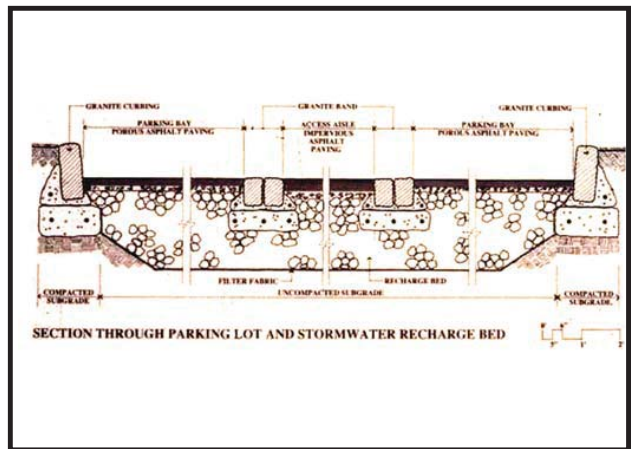 GRANITE CURBING
GRANITE BAND
GRANITE CURBING
PARKING BAY
POROUS ASPHALT PAVING
ACCESS AISLE
IMPERVIOUS
ASPHALT
PAVING
PARKING BAY
POROUS ASPHALT PAVING
FILTER FABRIC
RECHARGE BED
COMPACTED
SUBGRADE
UNCOMPACTED SUBGRADE
COMPACTED
SUBGRADE
SECTION THROUGH PARKING LOT AND STORMWATER RECHARGE BED